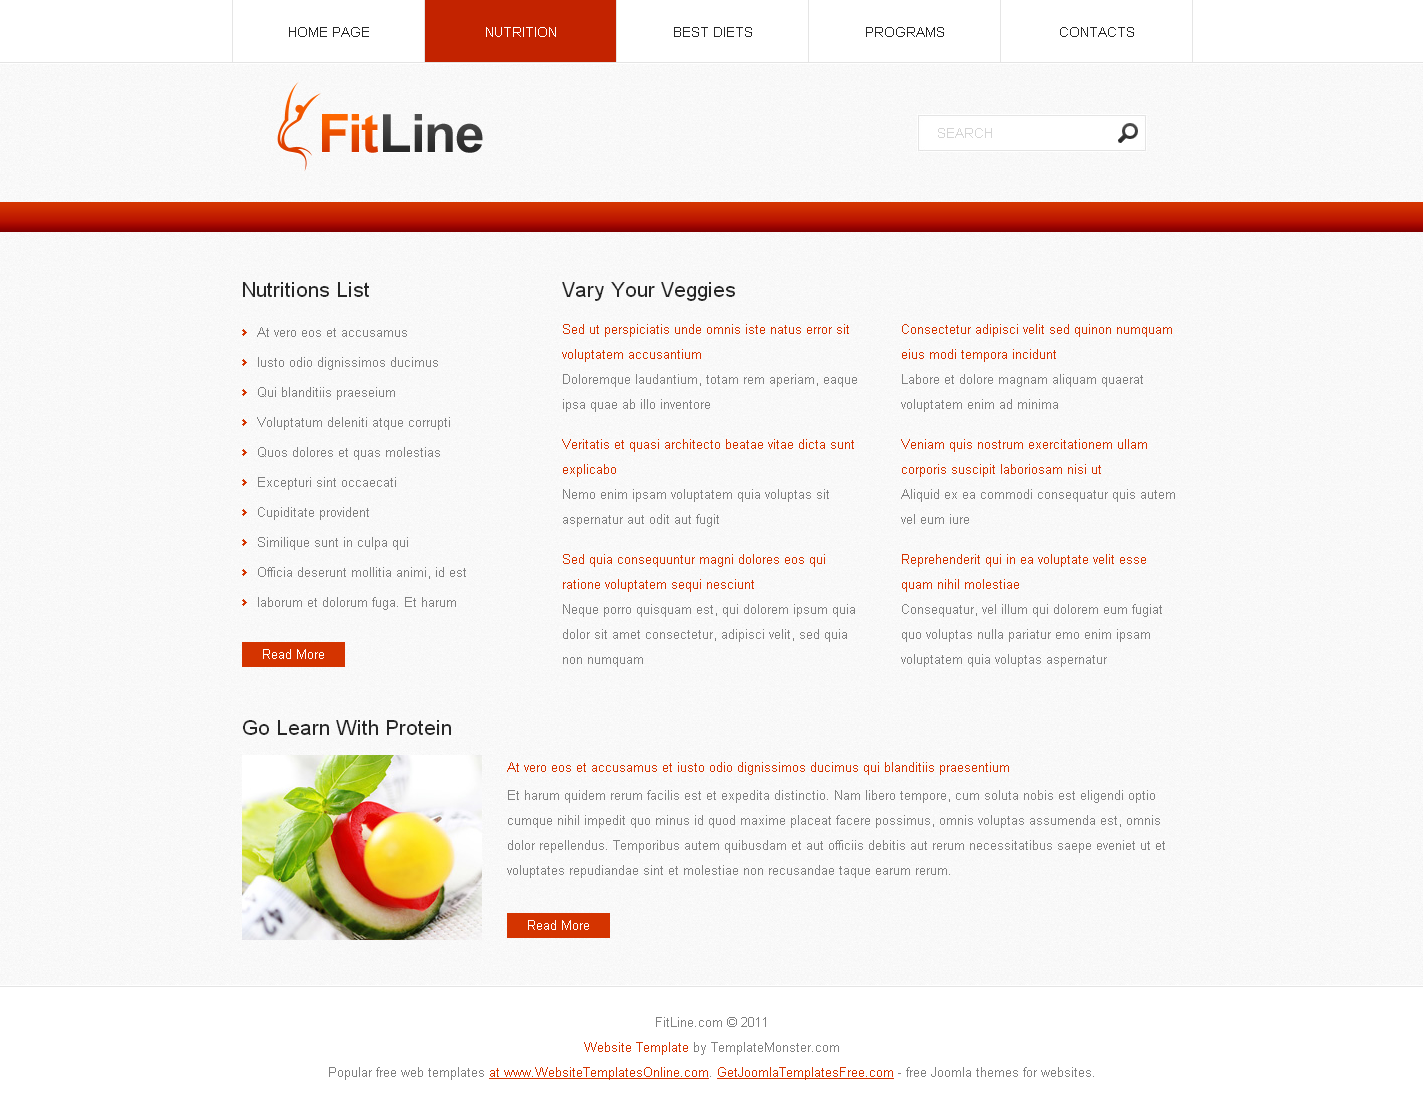 HOME PAGE
NUTRITION
BEST DIETS
PROGRAMS
CONTACTS
FitLine
SEARCH
Nutritions List
At vero eos et accusamus
Iusto odio dignissimos ducimus
Qui blanditiis praeseium
Voluptatum deleniti atque corrupti
Quos dolores et quas molestias
Excepturi sint occaecati
Cupiditate provident
Similique sunt in culpa qui
Officia deserunt mollitia animi, id est
laborum et dolorum fuga. Et harum
Read More
Vary Your Veggies
Sed ut perspiciatis unde omnis iste natus error sit
voluptatem accusantium
Doloremque laudantium, totam rem aperiam, eaque
ipsa quae ab illo inventore
Veritatis et quasi architecto beatae vitae dicta sunt
explicabo
Nemo enim ipsam voluptatem quia voluptas sit
aspernatur aut odit aut fugit
Sed quia consequuntur magni dolores eos qui
ratione voluptatem sequi nesciunt
Neque porro quisquam est, qui dolorem ipsum quia
dolor sit amet consectetur, adipisci velit, sed quia
non numquam
Consectetur adipisci velit sed quinon numquam
eius modi tempora incidunt
Labore et dolore magnam aliquam quaerat
voluptatem enim ad minima
Veniam quis nostrum exercitationem ullam
corporis suscipit laboriosam nisi ut
Aliquid ex ea commodi consequatur quis autem
vel eum iure
Reprehenderit qui in ea voluptate velit esse
quam nihil molestiae
Consequatur, vel illum qui dolorem eum fugiat
quo voluptas nulla pariatur emo enim ipsam
voluptatem quia voluptas aspernatur
Go Learn With Protein
42
At vero eos et accusamus et iusto odio dignissimos ducimus qui blanditiis praesentium
Et harum quidem rerum facilis est et expedita distinctio. Nam libero tempore, cum soluta nobis est eligendi optio
cumque nihil impedit quo minus id quod maxime placeat facere possimus, omnis voluptas assumenda est, omnis
dolor repellendus. Temporibus autem quibusdam et aut officiis debitis aut rerum necessitatibus saepe eveniet ut et
voluptates repudiandae sint et molestiae non recusandae taque earum rerum.
Read More
FitLine.com © 2011
Website Template by TemplateMonster.com
Popular free web templates at www.WebsiteTemplatesOnline.com. GetJoomlaTemplatesFree.com - free Joomla themes for websites.